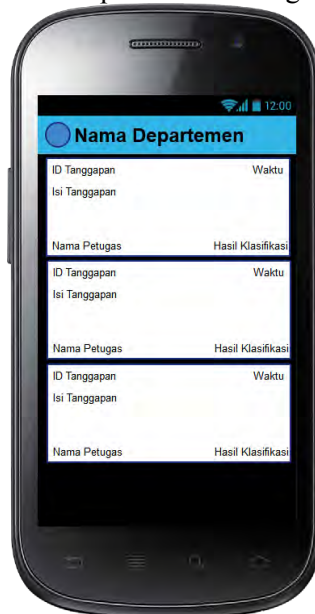 12:00
Nama Departemen
ID Tanggapan Waktu
Isi Tanggapan
Nama Petugas Hasil Klasifikasi
ID Tanggapan Waktu
Isi Tanggapan
Nama Petugas Hasil Klasifikasi
ID Tanggapan Waktu
Isi Tanggapan
Nama Petugas Hasil Klasifikasi